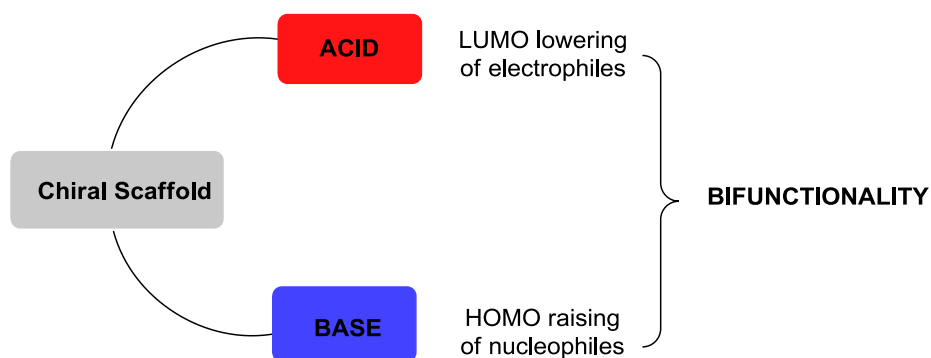 ACID
LUMO lowering
of electrophiles
Chiral Scaffold
BIFUNCTIONALITY
BASE
HOMO raising
of nucleophiles